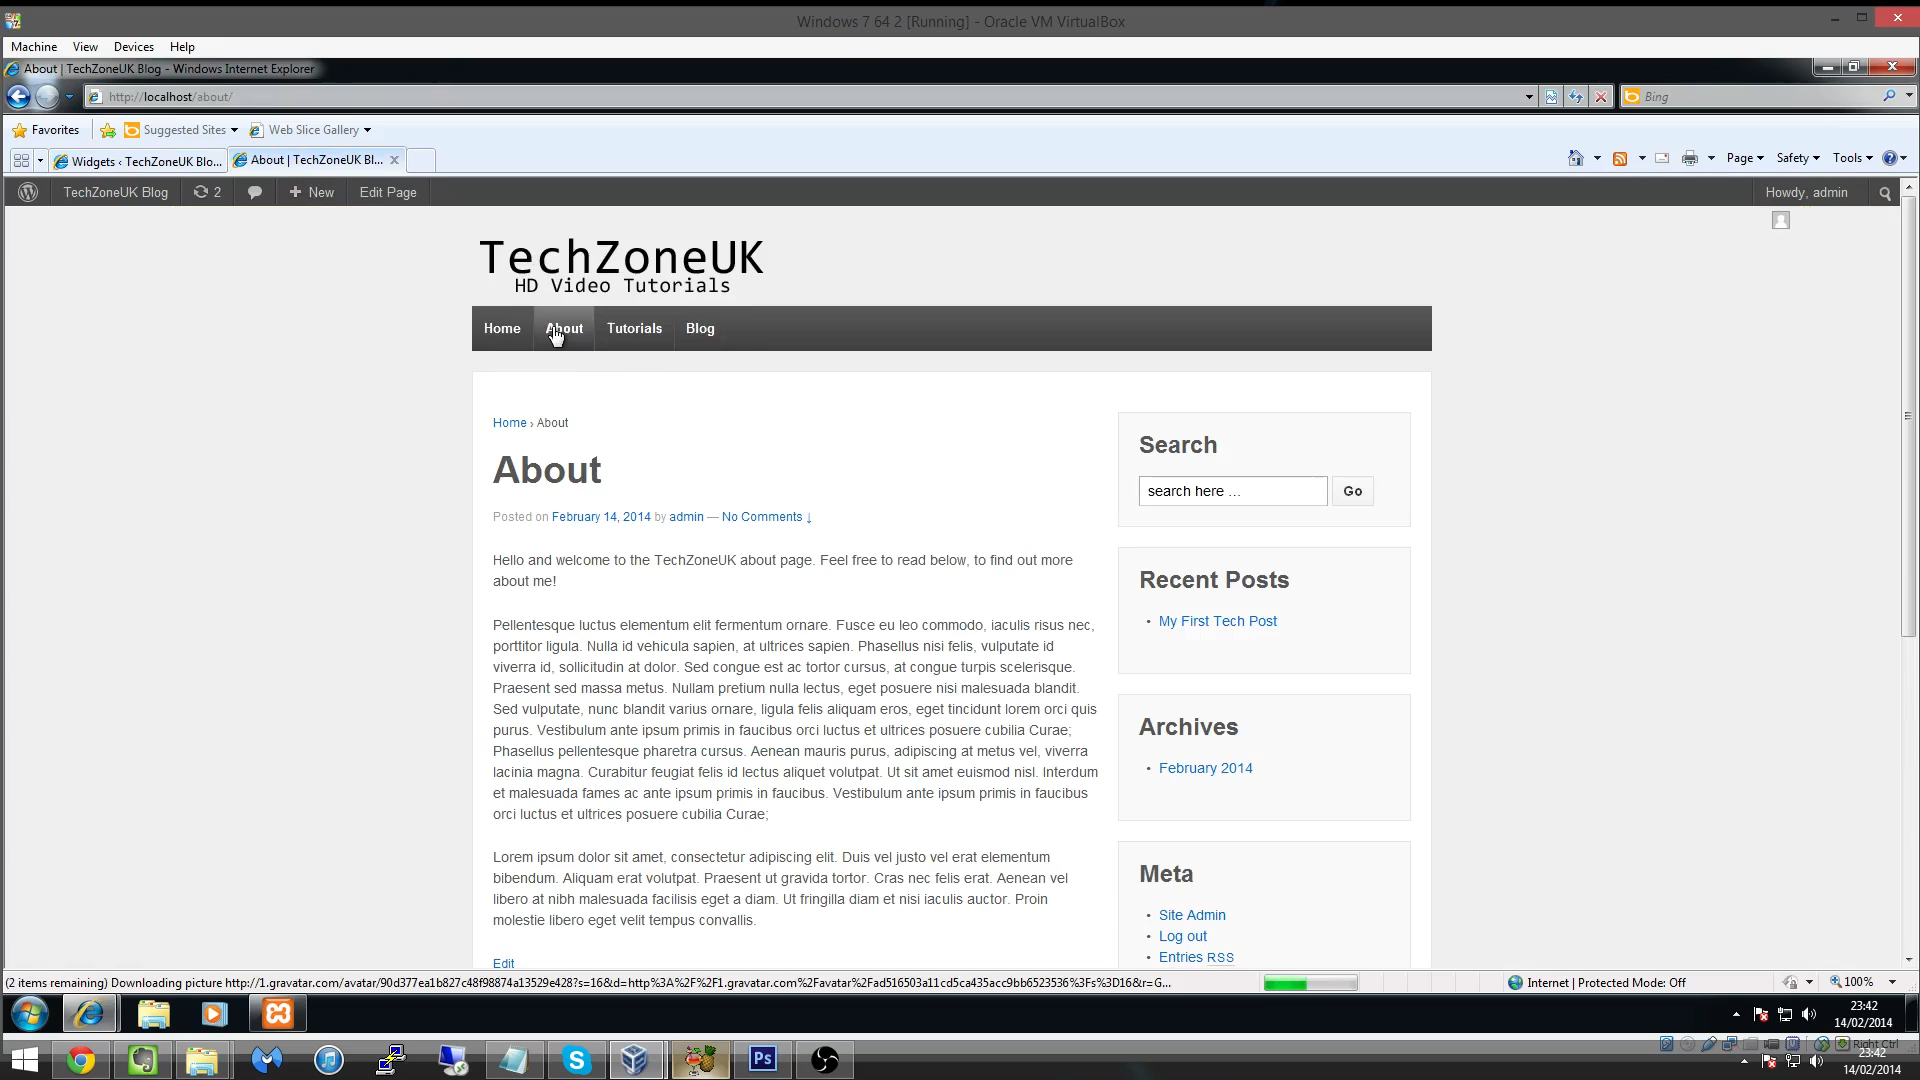 Windows 7 64 2 [Running] - Oracle VM VirtualBox
Machine View Devices Help
About | TechZoneUK Blog - Windows Internet Explorer
http://localhost/about/
Bing
Favorites Suggested Sites Web Slice Gallery
Widgets ‹ TechZoneUK Blo... About | TechZoneUK Bl...
Page Safety Tools
TechZoneUK Blog 2 New Edit Page Howdy, admin
TechZoneUK
HD Video Tutorials
Home About Tutorials Blog
Home › About
About
Posted on February 14, 2014 by admin — No Comments ↓
Hello and welcome to the TechZoneUK about page. Feel free to read below, to find out more
about me!
Pellentesque luctus elementum elit fermentum ornare. Fusce eu leo commodo, iaculis risus nec,
porttitor ligula. Nulla id vehicula sapien, at ultrices sapien. Phasellus nisi felis, vulputate id
viverra id, sollicitudin at dolor. Sed congue est ac tortor cursus, at congue turpis scelerisque.
Praesent sed massa metus. Nullam pretium nulla lectus, eget posuere nisi malesuada blandit.
Sed vulputate, nunc blandit varius ornare, ligula felis aliquam eros, eget tincidunt lorem orci quis
purus. Vestibulum ante ipsum primis in faucibus orci luctus et ultrices posuere cubilia Curae;
Phasellus pellentesque pharetra cursus. Aenean mauris purus, adipiscing at metus vel, viverra
lacinia magna. Curabitur feugiat felis id lectus aliquet volutpat. Ut sit amet euismod nisl. Interdum
et malesuada fames ac ante ipsum primis in faucibus. Vestibulum ante ipsum primis in faucibus
orci luctus et ultrices posuere cubilia Curae;
Lorem ipsum dolor sit amet, consectetur adipiscing elit. Duis vel justo vel erat elementum
bibendum. Aliquam erat volutpat. Praesent ut gravida tortor. Cras nec felis erat. Aenean vel
libero at nibh malesuada facilisis eget a diam. Ut fringilla diam et nisi iaculis auctor. Proin
molestie libero eget velit tempus convallis.
Edit
Search
search here … Go
Recent Posts
• My First Tech Post
Archives
• February 2014
Meta
• Site Admin
• Log out
• Entries RSS
(2 items remaining) Downloading picture http://1.gravatar.com/avatar/90d377ea1b827c48f98874a13529e428?s=16&d=http%3A%2F%2F1.gravatar.com%2Favatar%2Fad516503a11cd5ca435acc9bb6523536%3Fs%3D16&r=G...
Internet | Protected Mode: Off 100%
23:42
14/02/2014
Right Ctrl
Ps
23:42
14/02/2014